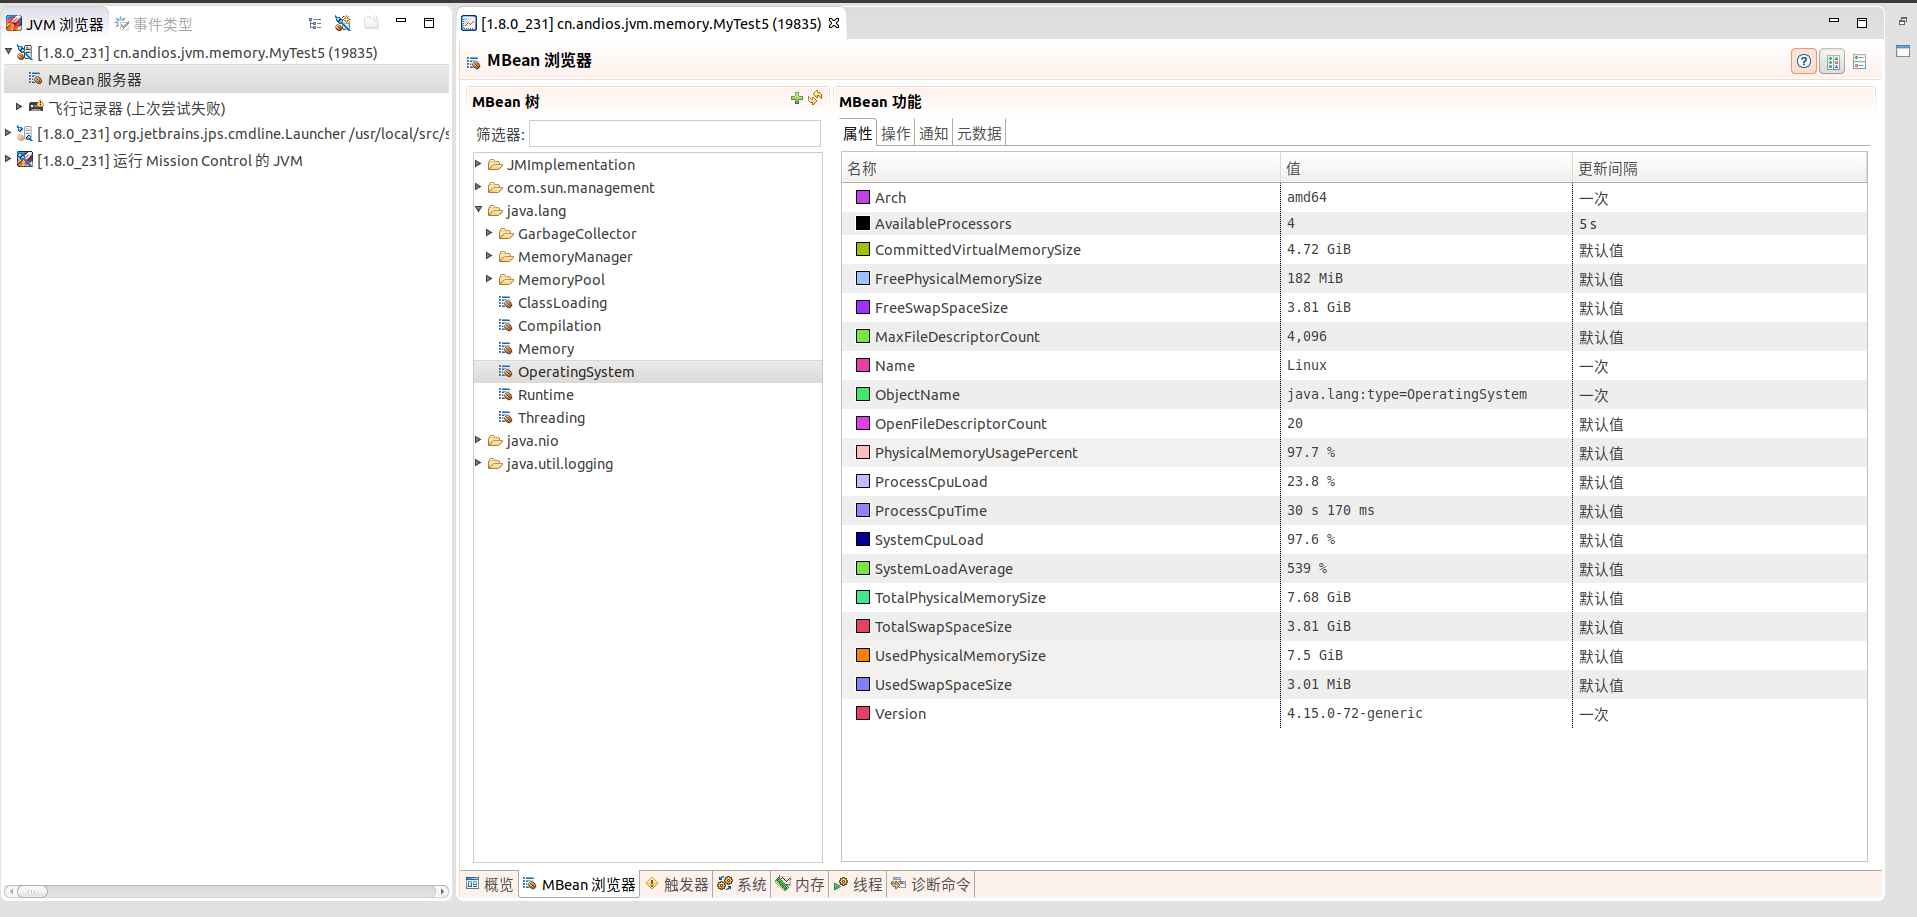 JVM 浏览器
事件类型
[1.8.0_231] cn.andios.jvm.memory.MyTest5 (19835)
MBean 服务器
飞行记录器 (上次尝试失败)
[1.8.0_231] org.jetbrains.jps.cmdline.Launcher /usr/local/src/s
[1.8.0_231] 运行 Mission Control 的 JVM
[1.8.0_231] cn.andios.jvm.memory.MyTest5 (19835)
MBean 浏览器
MBean 树
筛选器:
JMImplementation
com.sun.management
java.lang
GarbageCollector
MemoryManager
MemoryPool
ClassLoading
Compilation
Memory
OperatingSystem
Runtime
Threading
java.nio
java.util.logging
MBean 功能
属性 操作 通知 元数据
名称 值 更新间隔
Arch amd64 一次
AvailableProcessors 4 5 s
CommittedVirtualMemorySize 4.72 GiB 默认值
FreePhysicalMemorySize 182 MiB 默认值
FreeSwapSpaceSize 3.81 GiB 默认值
MaxFileDescriptorCount 4,096 默认值
Name Linux 一次
ObjectName java.lang:type=OperatingSystem 一次
OpenFileDescriptorCount 20 默认值
PhysicalMemoryUsagePercent 97.7 % 默认值
ProcessCpuLoad 23.8 % 默认值
ProcessCpuTime 30 s 170 ms 默认值
SystemCpuLoad 97.6 % 默认值
SystemLoadAverage 539 % 默认值
TotalPhysicalMemorySize 7.68 GiB 默认值
TotalSwapSpaceSize 3.81 GiB 默认值
UsedPhysicalMemorySize 7.5 GiB 默认值
UsedSwapSpaceSize 3.01 MiB 默认值
Version 4.15.0-72-generic 一次
概览 MBean 浏览器 触发器 系统 内存 线程 诊断命令